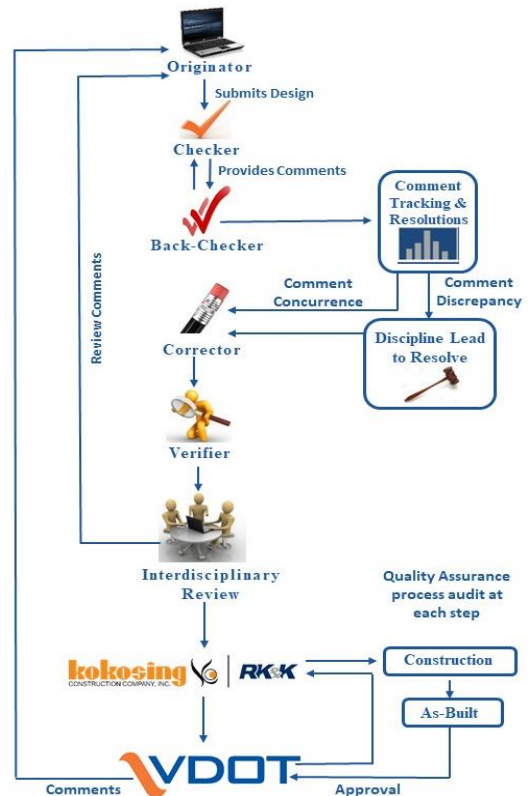 Originator
Submits Design
Checker
Provides Comments
Back-Checker
Comment
Tracking &
Resolutions
Comment
Concurrence
Comment
Discrepancy
Review Comments
Corrector
Discipline Lead
to Resolve
Verifier
Interdisciplinary
Review
Quality Assurance
process audit at
each step
kokosing
CONSTRUCTION COMPANY, INC.
RK&K
Construction
As-Built
VDOT
Comments
Approval